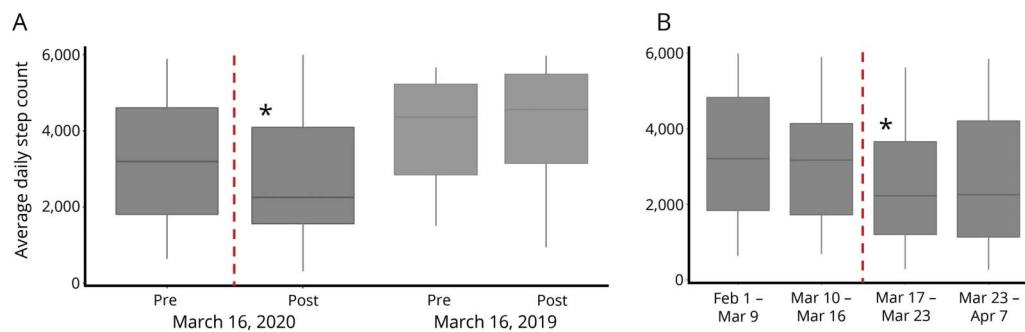 A
Average daily step count
6,000
4,000
2,000
0
*
Pre
Post
Pre
Post
March 16, 2020
March 16, 2019
B
6,000
4,000
2,000
0
*
Feb 1 –
Mar 9
Mar 10 –
Mar 16
Mar 17 –
Mar 23
Mar 23 –
Apr 7